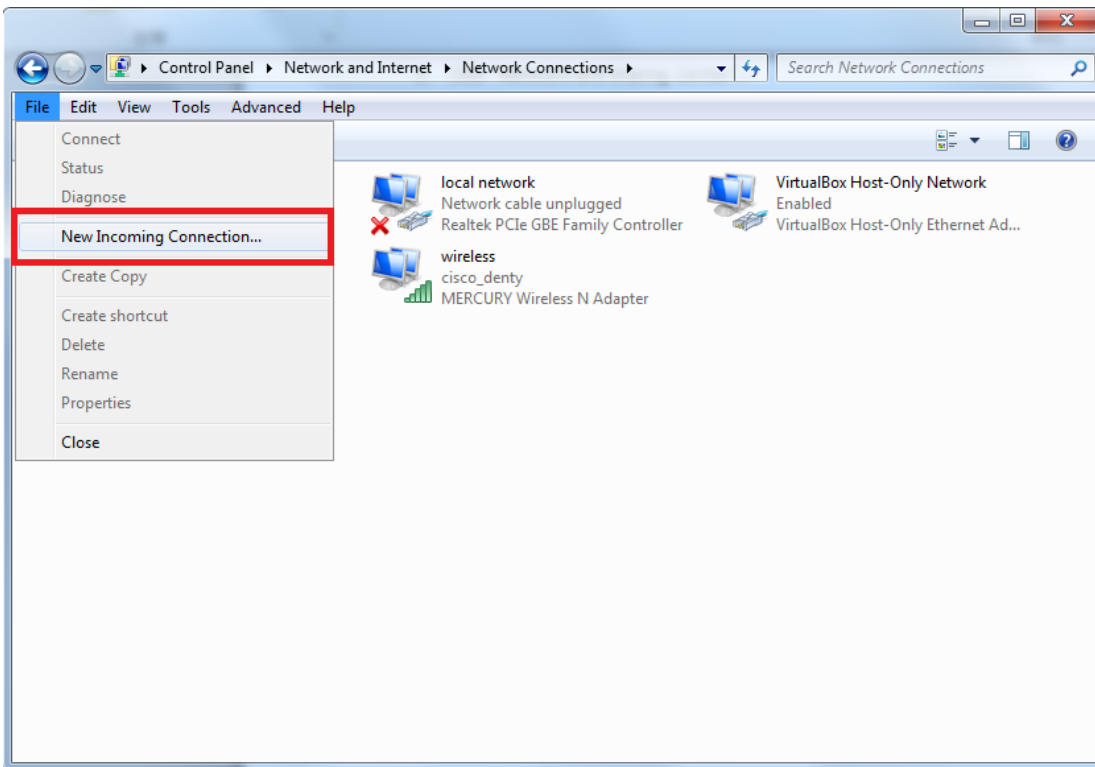 Control Panel Network and Internet Network Connections
Search Network Connections
File Edit View Tools Advanced Help
Connect
Status
Diagnose
New Incoming Connection...
Create Copy
Create shortcut
Delete
Rename
Properties
Close
local network
Network cable unplugged
Realtek PCIe GBE Family Controller
VirtualBox Host-Only Network
Enabled
VirtualBox Host-Only Ethernet Ad...
wireless
cisco_denty
MERCURY Wireless N Adapter